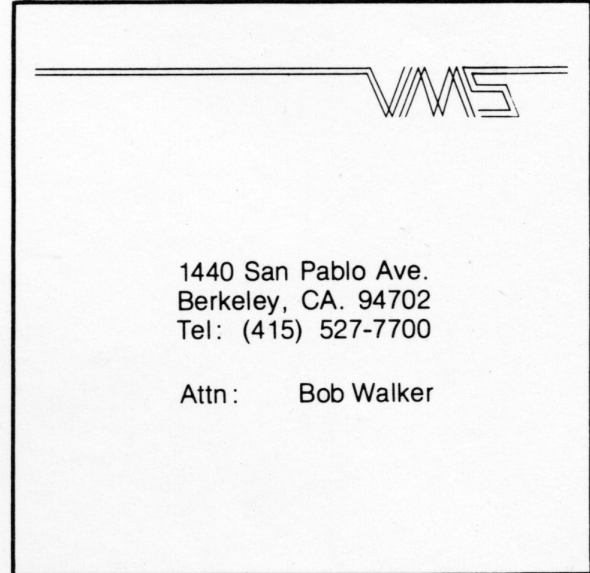 VMS
1440 San Pablo Ave.
Berkeley, CA. 94702
Tel: (415) 527-7700
Attn: Bob Walker